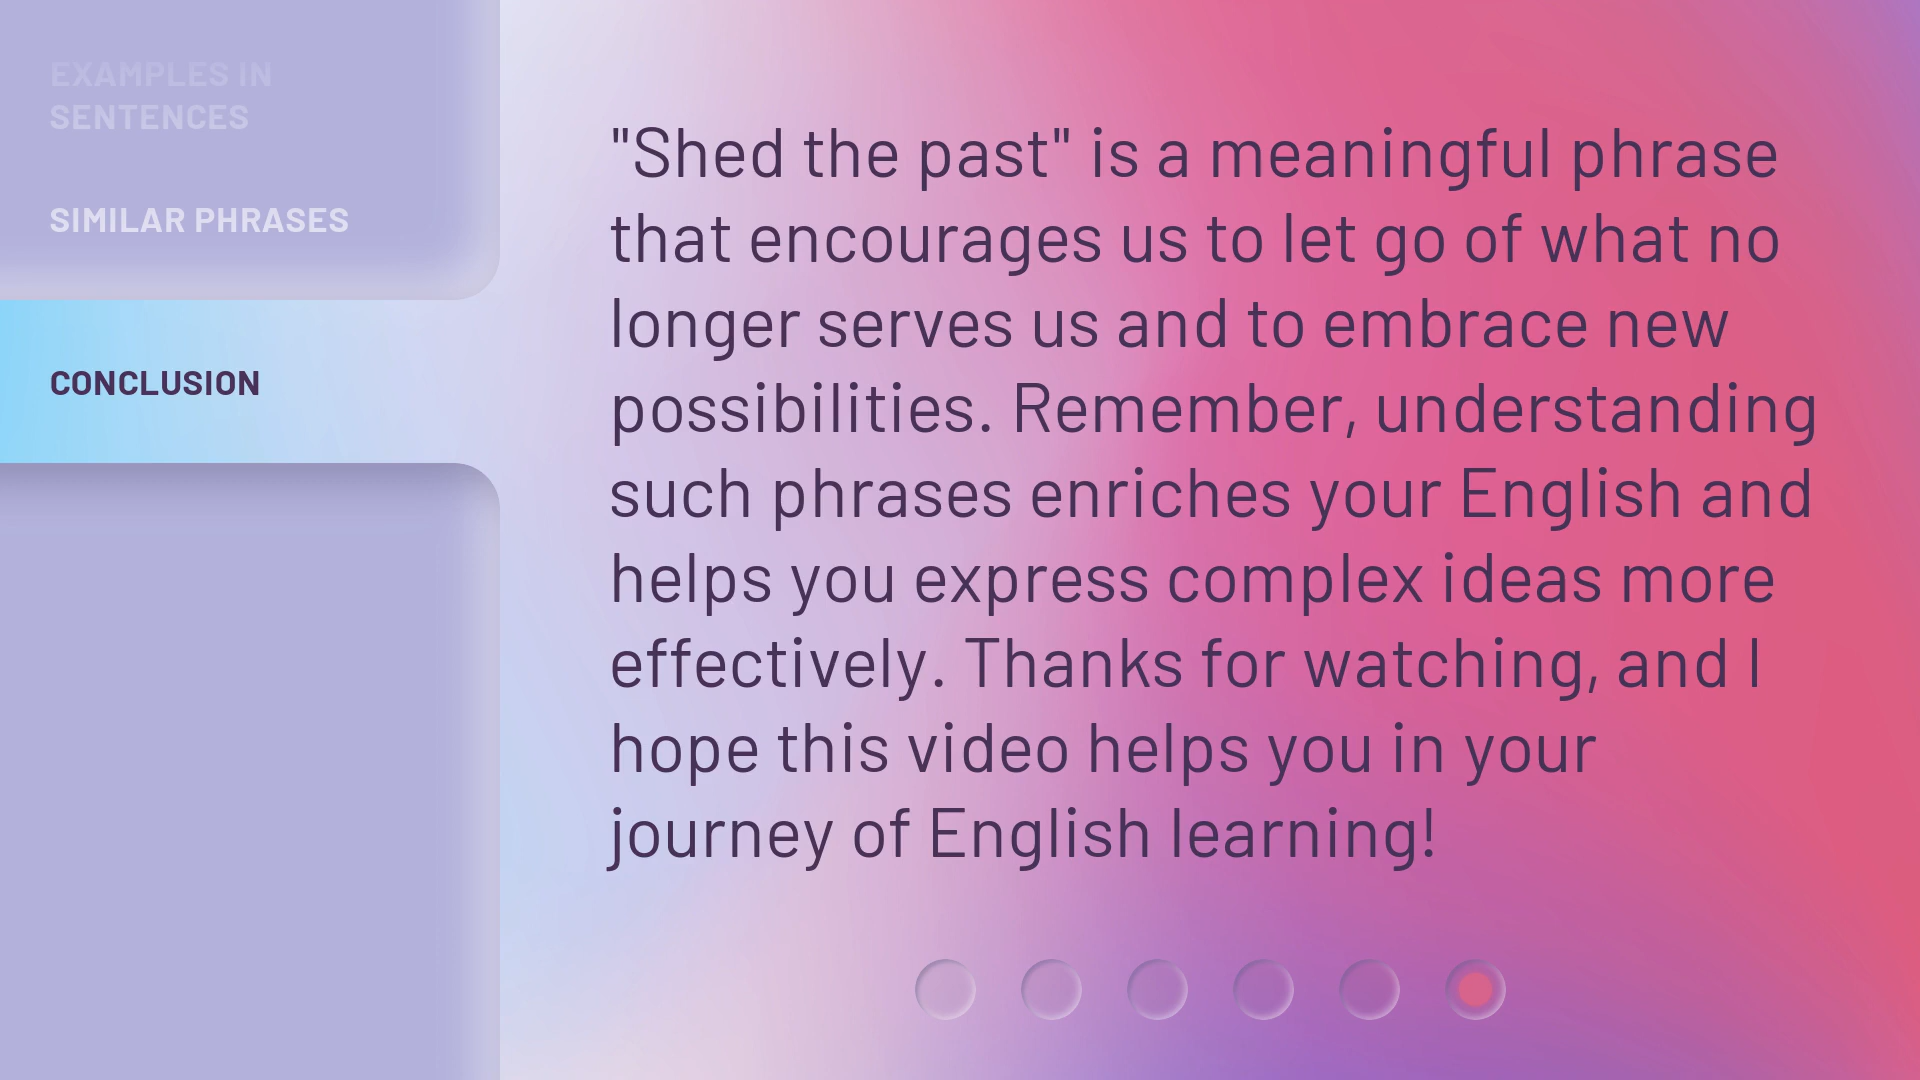 EXAMPLES IN
SENTENCES
SIMILAR PHRASES
CONCLUSION
"Shed the past" is a meaningful phrase
that encourages us to let go of what no
longer serves us and to embrace new
possibilities. Remember, understanding
such phrases enriches your English and
helps you express complex ideas more
effectively. Thanks for watching, and I
hope this video helps you in your
journey of English learning!